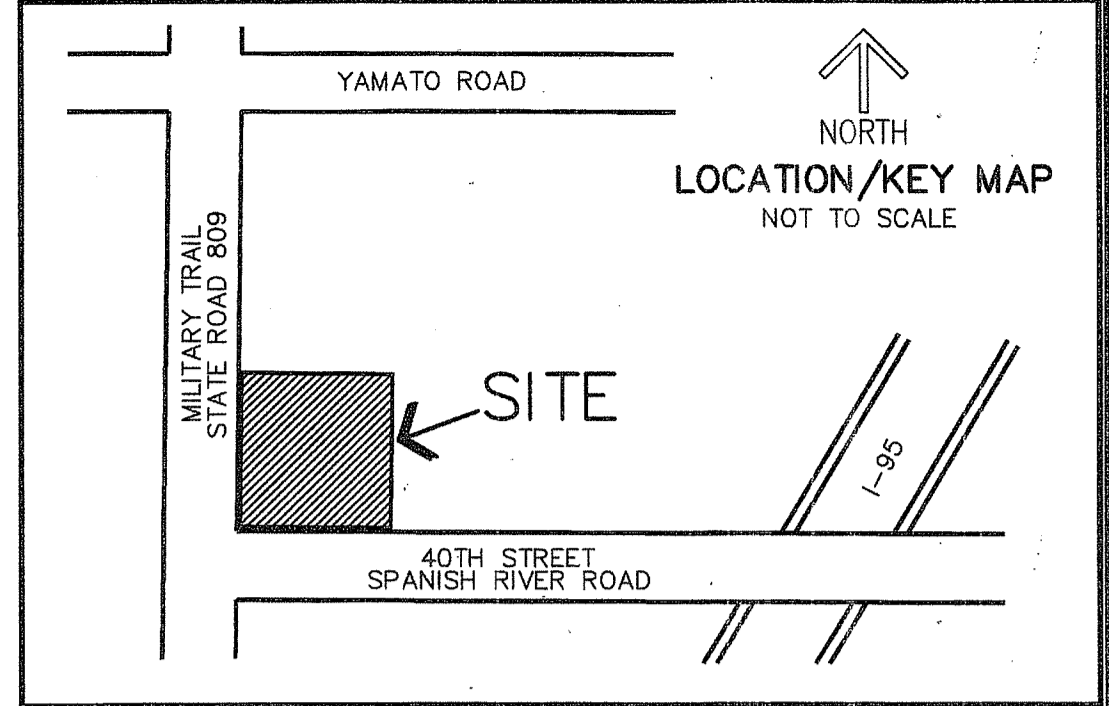 YAMATO ROAD
NORTH
LOCATION/KEY MAP
NOT TO SCALE
MILITARY TRAIL
STATE ROAD 809
SITE
I-95
40TH STREET
SPANISH RIVER ROAD